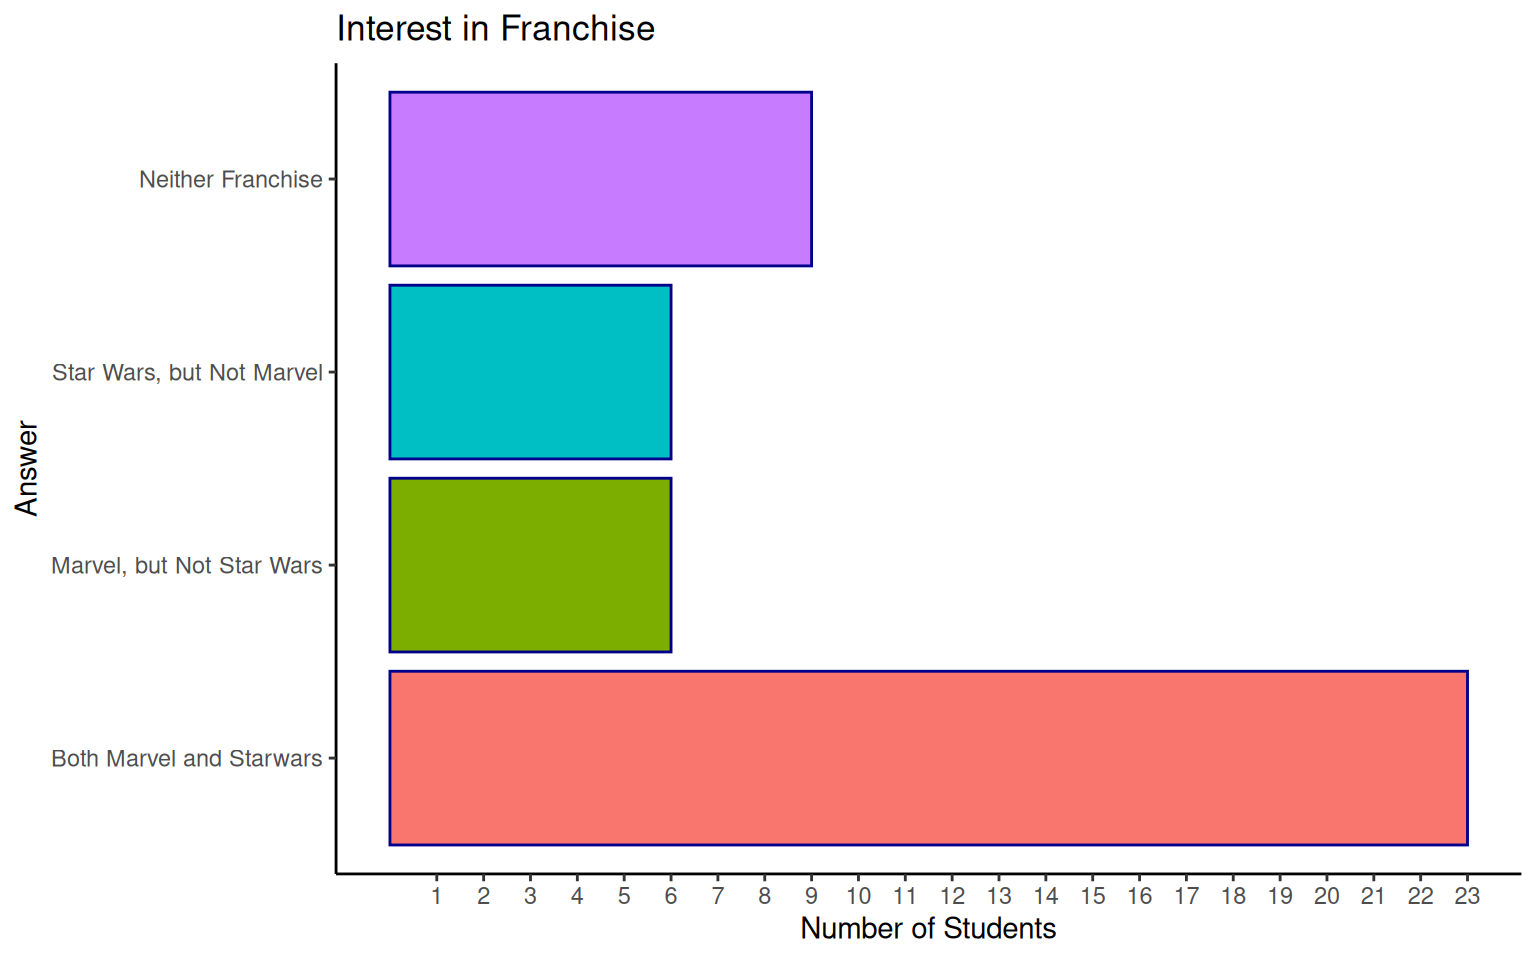 Interest in Franchise
Neither Franchise
Star Wars, but Not Marvel
Marvel, but Not Star Wars
Both Marvel and Starwars
Answer
1 2 3 4 5 6 7 8 9 10 11 12 13 14 15 16 17 18 19 20 21 22 23
Number of Students